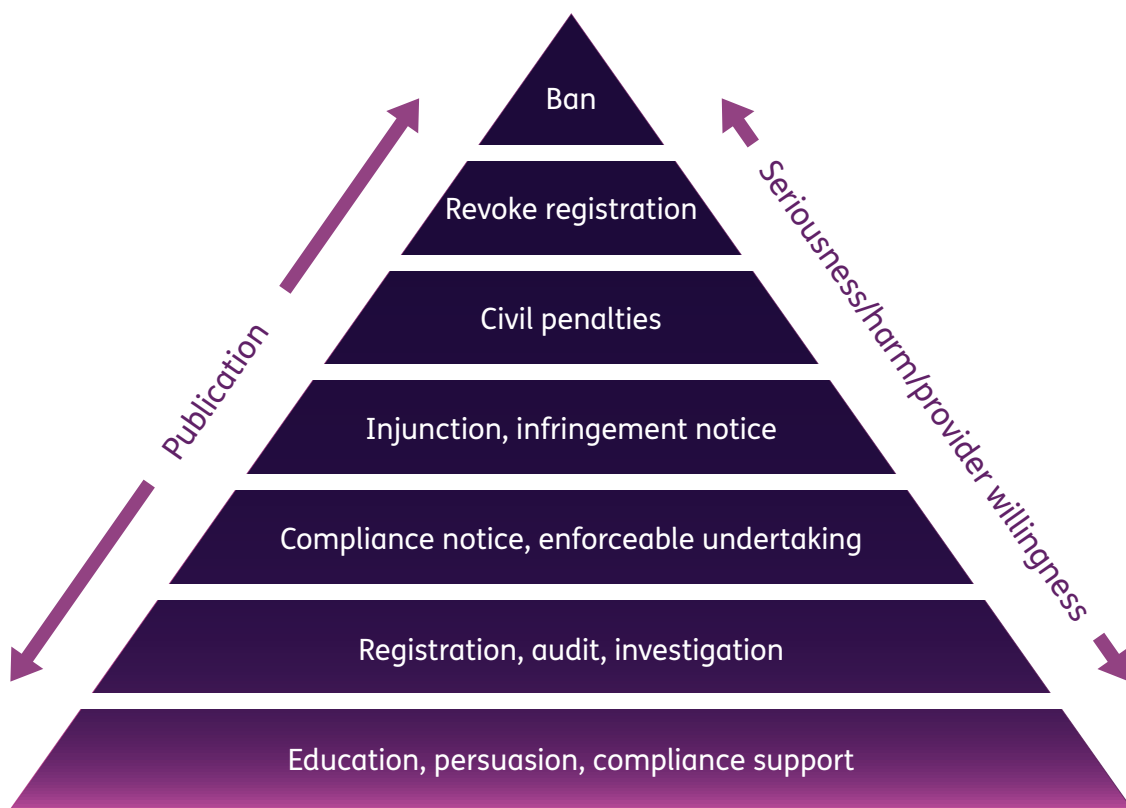 Ban
Revoke registration
Civil penalties
Injunction, infringement notice
Compliance notice, enforceable undertaking
Registration, audit, investigation
Education, persuasion, compliance support
Publication
Seriousness/harm/provider willingness